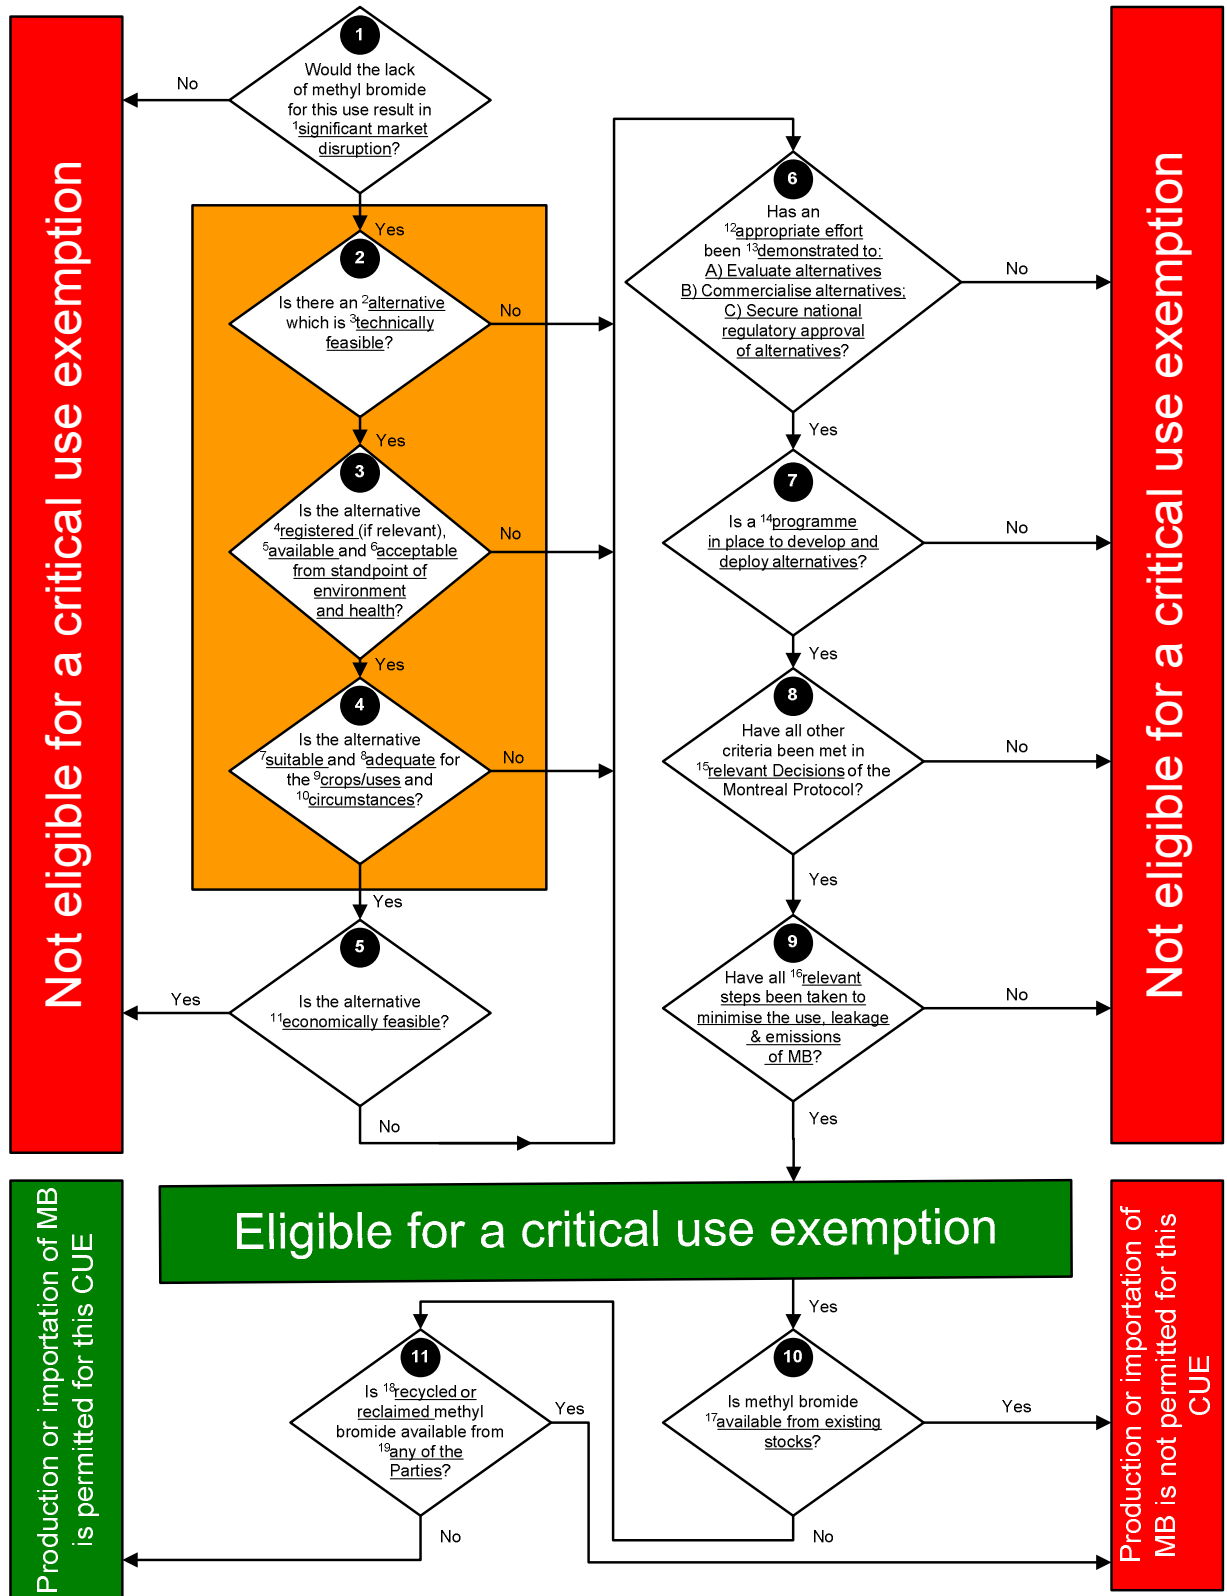 Not eligible for a critical use exemption
1
Would the lack
of methyl bromide
for this use result in
1significant market
disruption?
No
Yes
2
Is there an 2alternative
which is 3technically
feasible?
No
Yes
3
Is the alternative
4registered (if relevant),
5available and 6acceptable
from standpoint of
environment
and health?
No
Yes
4
Is the alternative
7suitable and 8adequate for
the 9crops/uses and
10circumstances?
No
Yes
5
Is the alternative
11economically feasible?
Yes
No
6
Has an
12appropriate effort
been 13demonstrated to:
A) Evaluate alternatives
B) Commercialise alternatives;
C) Secure national
regulatory approval
of alternatives?
No
Yes
7
Is a 14programme
in place to develop and
deploy alternatives?
No
Yes
8
Have all other
criteria been met in
15relevant Decisions of the
Montreal Protocol?
No
Yes
9
Have all 16relevant
steps been taken to
minimise the use, leakage
& emissions
of MB?
No
Yes
Not eligible for a critical use exemption
Eligible for a critical use exemption
Yes
10
Is methyl bromide
17available from existing
stocks?
Yes
No
11
Is 18recycled or
reclaimed methyl
bromide available from
19any of the
Parties?
Yes
No
Production or importation of MB
is permitted for this CUE
Production or importation of
MB is not permitted for this
CUE